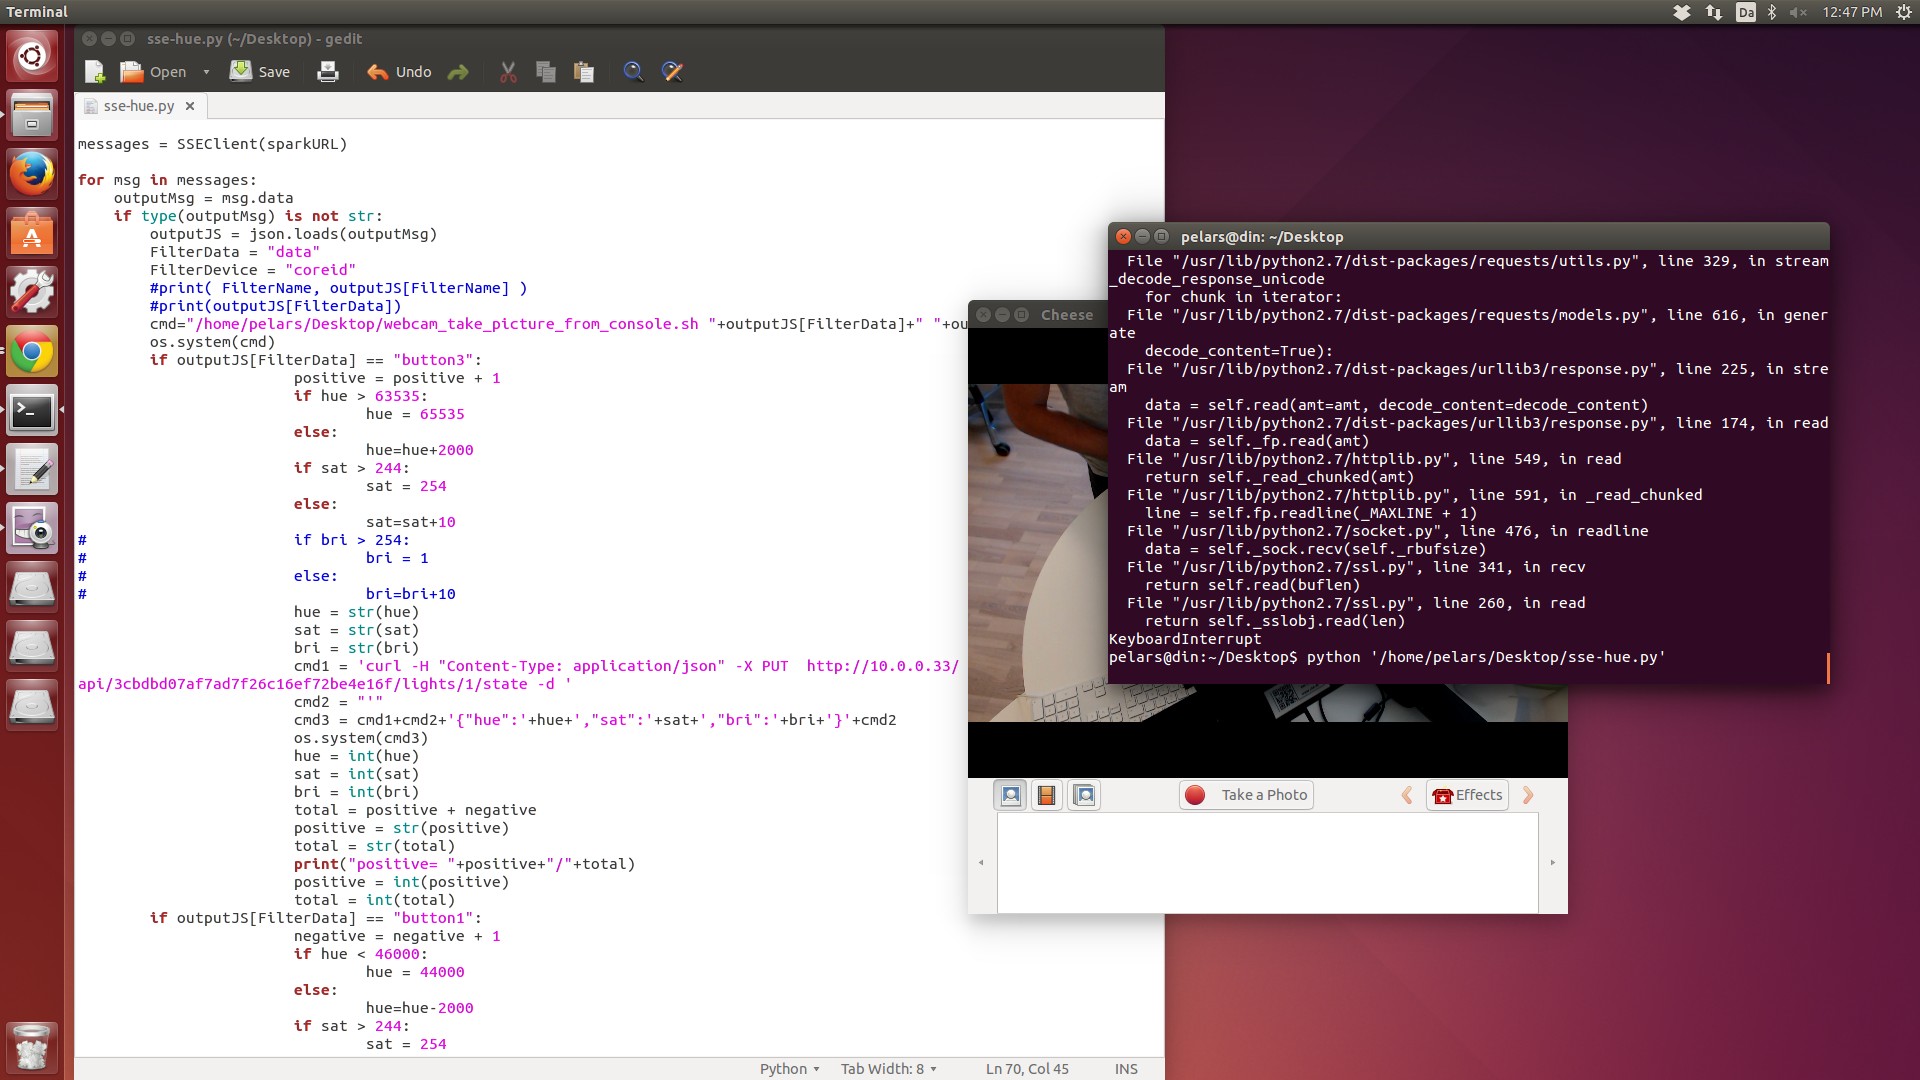 Terminal
Da
12:47 PM
sse-hue.py (~/Desktop) - gedit
Open
Save
Undo
sse-hue.py ×
messages = SSEClient(sparkURL)
for msg in messages:
    outputMsg = msg.data
    if type(outputMsg) is not str:
        outputJS = json.loads(outputMsg)
        FilterData = "data"
        FilterDevice = "coreid"
        #print( FilterName, outputJS[FilterName] )
        #print(outputJS[FilterData])
        cmd="/home/pelars/Desktop/webcam_take_picture_from_console.sh "+outputJS[FilterData]+" "+ou
        os.system(cmd)
        if outputJS[FilterData] == "button3":
                        positive = positive + 1
                        if hue > 63535:
                                hue = 65535
                        else:
                                hue=hue+2000
                        if sat > 244:
                                sat = 254
                        else:
                                sat=sat+10
#                       if bri > 254:
#                               bri = 1
#                       else:
#                               bri=bri+10
                        hue = str(hue)
                        sat = str(sat)
                        bri = str(bri)
                        cmd1 = 'curl -H "Content-Type: application/json" -X PUT  http://10.0.0.33/
api/3cbdbd07af7ad7f26c16ef72be4e16f/lights/1/state -d '
                        cmd2 = "'"
                        cmd3 = cmd1+cmd2+'{"hue":'+hue+',"sat":'+sat+',"bri":'+bri+'}'+cmd2
                        os.system(cmd3)
                        hue = int(hue)
                        sat = int(sat)
                        bri = int(bri)
                        total = positive + negative
                        positive = str(positive)
                        total = str(total)
                        print("positive= "+positive+"/"+total)
                        positive = int(positive)
                        total = int(total)
        if outputJS[FilterData] == "button1":
                        negative = negative + 1
                        if hue < 46000:
                                hue = 44000
                        else:
                                hue=hue-2000
                        if sat > 244:
                                sat = 254
Python
Tab Width: 8
Ln 70, Col 45
INS
pelars@din: ~/Desktop
  File "/usr/lib/python2.7/dist-packages/requests/utils.py", line 329, in stream
_decode_response_unicode
    for chunk in iterator:
  File "/usr/lib/python2.7/dist-packages/requests/models.py", line 616, in gener
ate
    decode_content=True):
  File "/usr/lib/python2.7/dist-packages/urllib3/response.py", line 225, in stre
am
    data = self.read(amt=amt, decode_content=decode_content)
  File "/usr/lib/python2.7/dist-packages/urllib3/response.py", line 174, in read
    data = self._fp.read(amt)
  File "/usr/lib/python2.7/httplib.py", line 549, in read
    return self._read_chunked(amt)
  File "/usr/lib/python2.7/httplib.py", line 591, in _read_chunked
    line = self.fp.readline(_MAXLINE + 1)
  File "/usr/lib/python2.7/socket.py", line 476, in readline
    data = self._sock.recv(self._rbufsize)
  File "/usr/lib/python2.7/ssl.py", line 341, in recv
    return self.read(buflen)
  File "/usr/lib/python2.7/ssl.py", line 260, in read
    return self._sslobj.read(len)
KeyboardInterrupt
pelars@din:~/Desktop$ python '/home/pelars/Desktop/sse-hue.py'
Cheese
Take a Photo
Effects